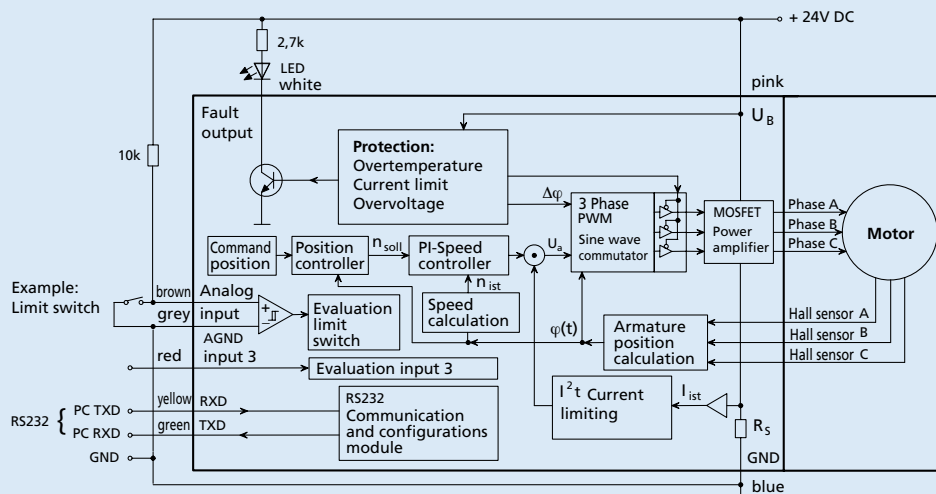 + 24V DC
2,7k
LED
white
pink
Fault
output
U_B
10k
Protection:
Overtemperature
Current limit
Overvoltage
Δφ
3 Phase
PWM
Sine wave
commutator
MOSFET
Power
amplifier
Phase A
Phase B
Phase C
Motor
Command
position
Position
controller
n_soll
PI-Speed
controller
U_a
n_ist
Example:
Limit switch
brown
Analog
grey
input
AGND
+
−
Evaluation
limit
switch
Speed
calculation
φ(t)
Armature
position
calculation
Hall sensor A
Hall sensor B
Hall sensor C
red
input 3
Evaluation input 3
I²t Current
limiting
I_ist
R_S
RS232
PC TXD
yellow
RXD
PC RXD
green
TXD
RS232
Communication
and configurations
module
GND
GND
blue